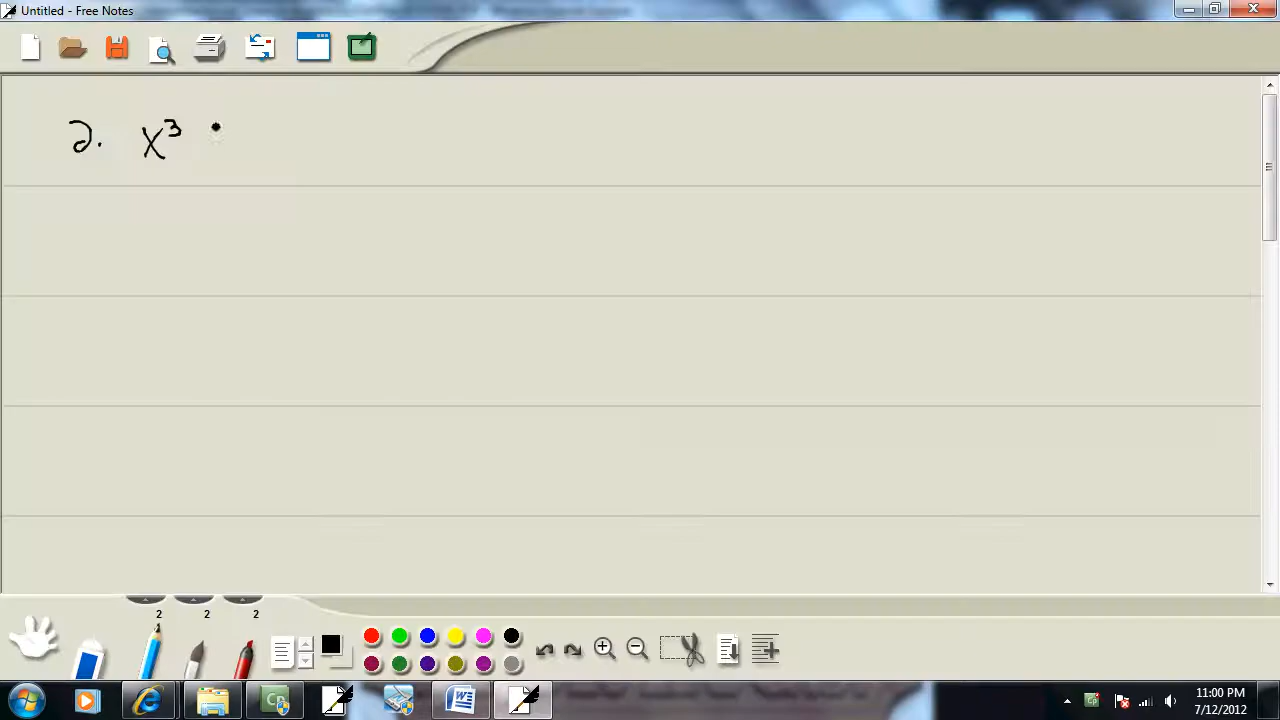 Untitled - Free Notes
2. x³
2 2 2
11:00 PM
7/12/2012